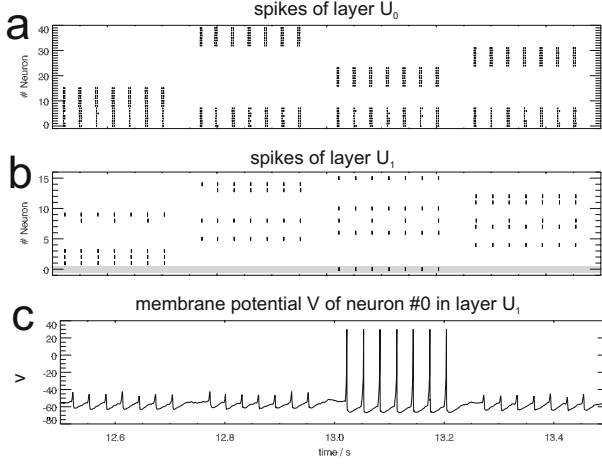 a
spikes of layer U0
# Neuron
40
30
20
10
0
b
spikes of layer U1
# Neuron
15
10
5
0
c
membrane potential V of neuron #0 in layer U1
V
40
20
0
-20
-40
-60
-80
12.6 12.8 13.0 13.2 13.4
time / s